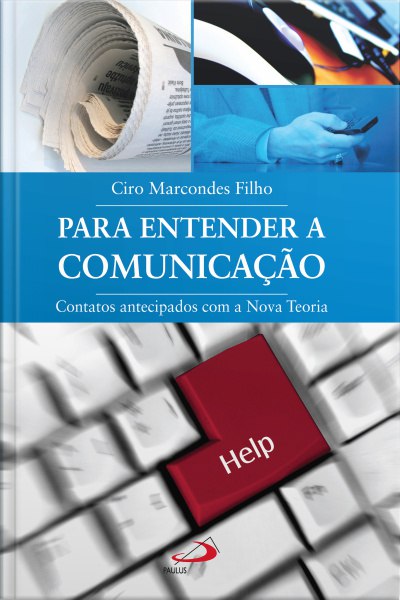 Ciro Marcondes Filho
PARA ENTENDER A
COMUNICAÇÃO
Contatos antecipados com a Nova Teoria
Help
PAULUS